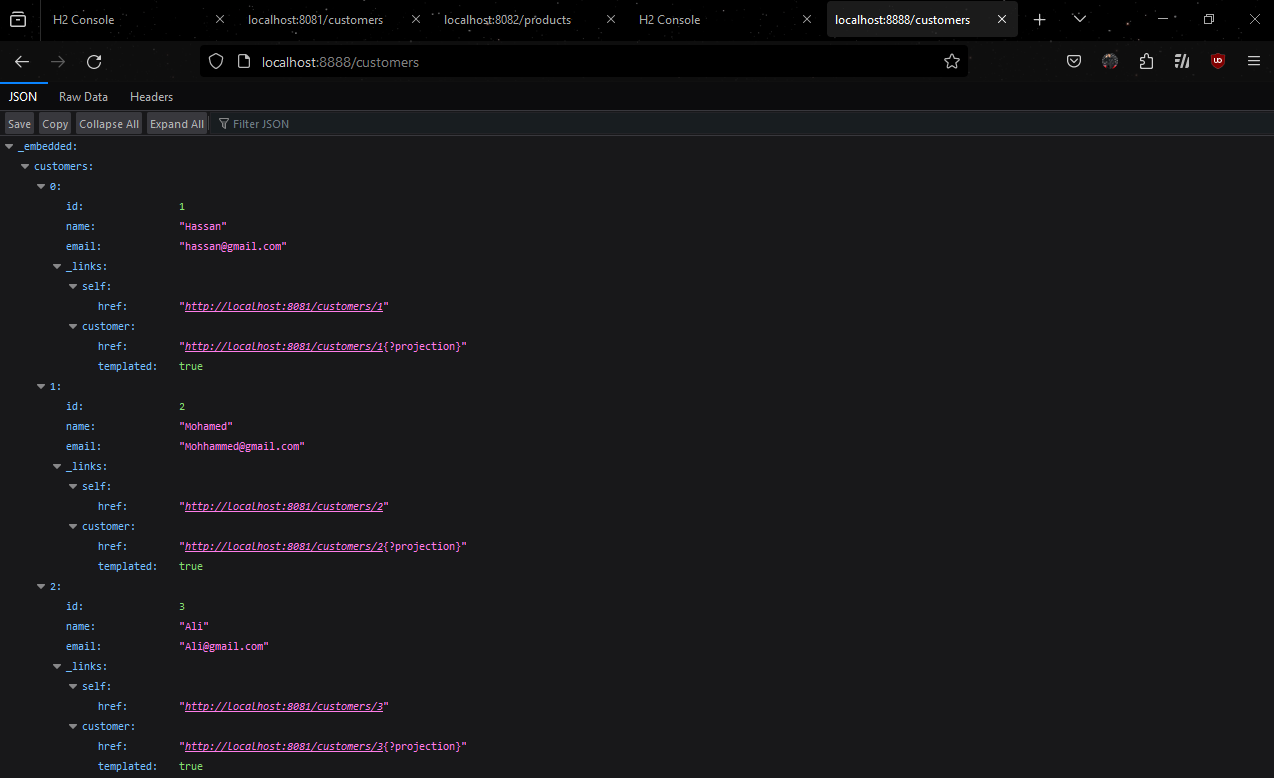 H2 Console
localhost:8081/customers
localhost:8082/products
H2 Console
localhost:8888/customers
localhost:8888/customers
JSON
Raw Data
Headers
Save
Copy
Collapse All
Expand All
Filter JSON
_embedded:
customers:
0:
id: 1
name: "Hassan"
email: "hassan@gmail.com"
_links:
self:
href: "http://localhost:8081/customers/1"
customer:
href: "http://localhost:8081/customers/1{?projection}"
templated: true
1:
id: 2
name: "Mohamed"
email: "Mohhammed@gmail.com"
_links:
self:
href: "http://localhost:8081/customers/2"
customer:
href: "http://localhost:8081/customers/2{?projection}"
templated: true
2:
id: 3
name: "Ali"
email: "Ali@gmail.com"
_links:
self:
href: "http://localhost:8081/customers/3"
customer:
href: "http://localhost:8081/customers/3{?projection}"
templated: true